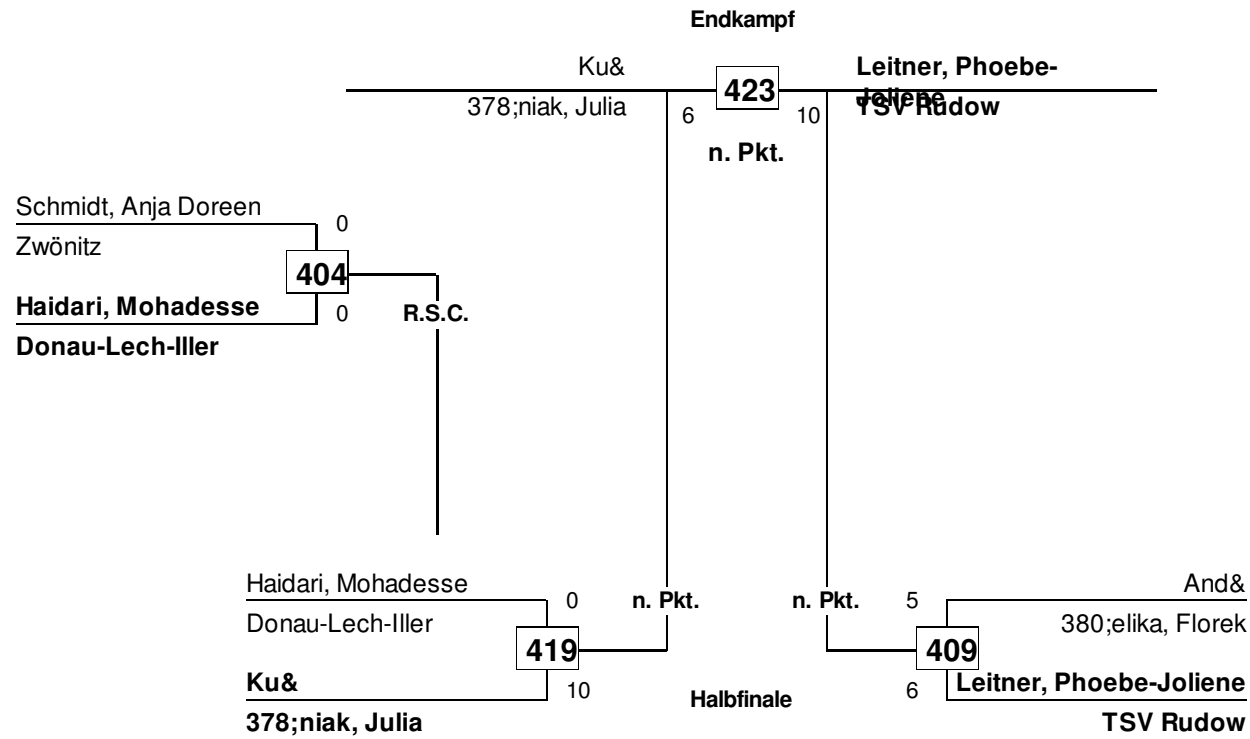 Endkampf
Ku&
378;niak, Julia
6
423
10
n. Pkt.
Leitner, Phoebe-
Joliene
TSV Rudow
Schmidt, Anja Doreen
0
Zwönitz
404
Haidari, Mohadesse
0
R.S.C.
Donau-Lech-Iller
Haidari, Mohadesse
0
n. Pkt.
Donau-Lech-Iller
419
Ku&
10
378;niak, Julia
Halbfinale
n. Pkt.
5
And&
380;elika, Florek
409
6
Leitner, Phoebe-Joliene
TSV Rudow